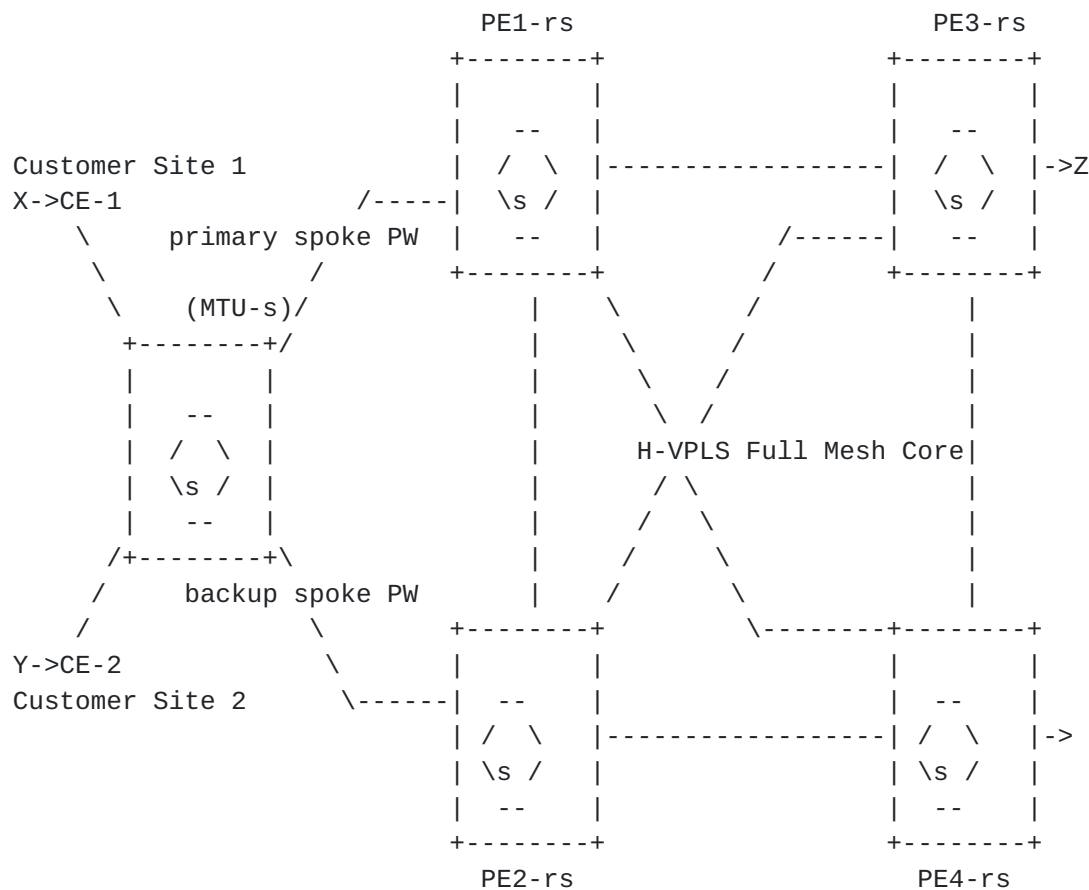 PE1-rs PE3-rs
Customer Site 1 ->Z
X->CE-1 s s
primary spoke PW
(MTU-s)
H-VPLS Full Mesh Core
s
backup spoke PW
Y->CE-2
Customer Site 2
->
s s
PE2-rs PE4-rs